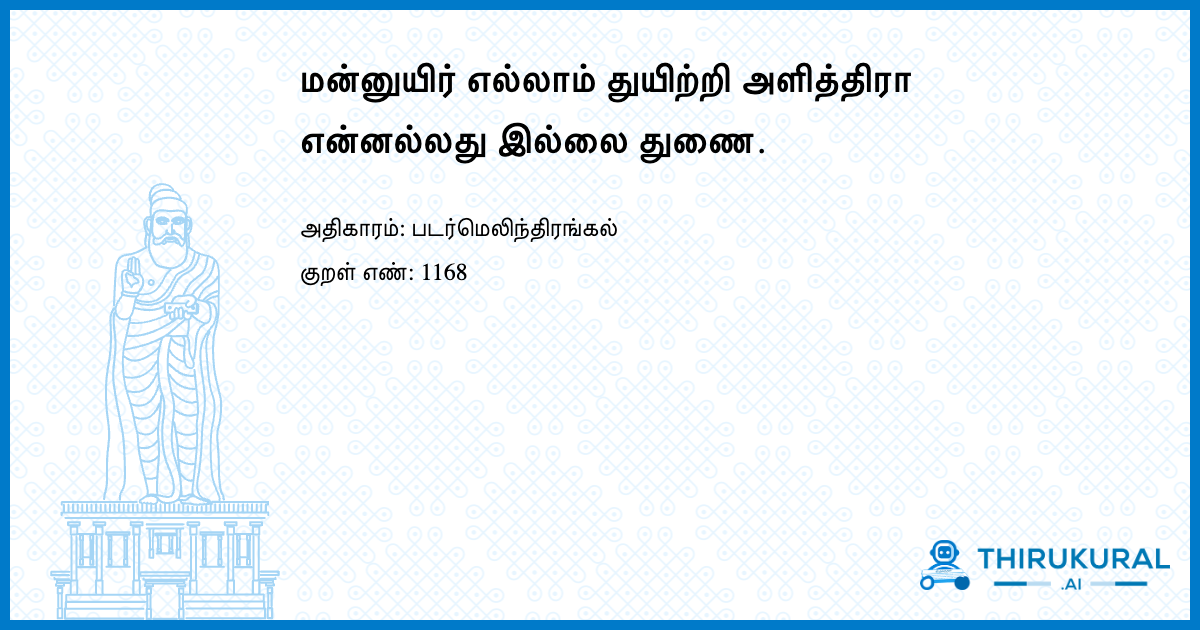 மன்னுயிர் எல்லாம் துயிற்றி அளித்திரா
என்னல்லது இல்லை துணை.
அதிகாரம்: படர்மெலிந்திரங்கல்
குறள் எண்: 1168
THIRUKURAL
.AI